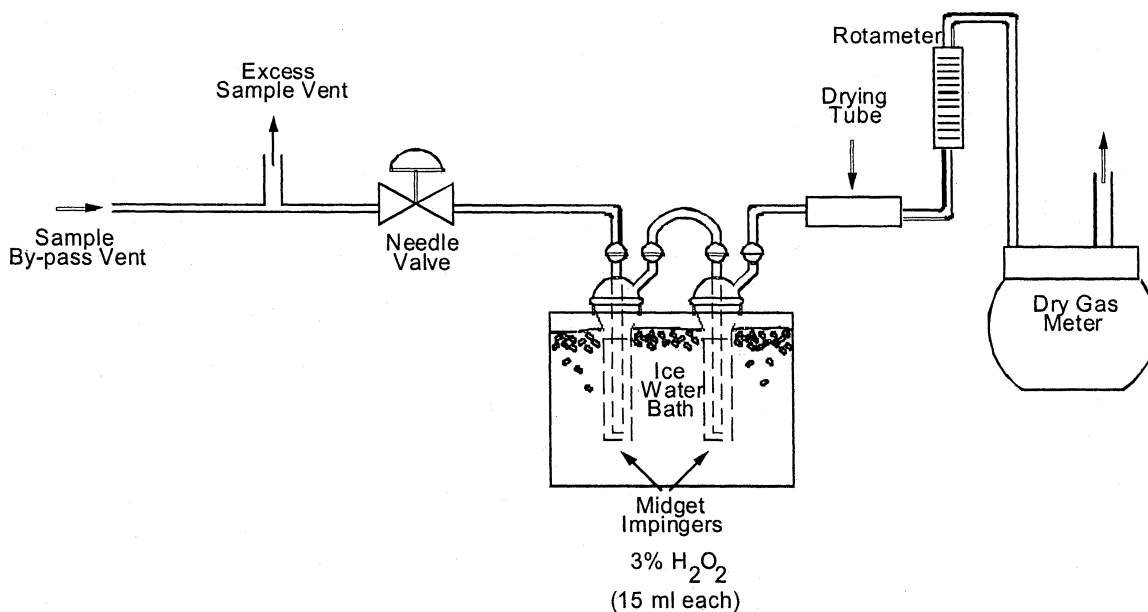 Rotameter
Excess
Sample Vent
Drying
Tube
Sample
By-pass Vent
Needle
Valve
Dry Gas
Meter
Ice
Water
Bath
Midget
Impingers
3% H₂O₂
(15 ml each)